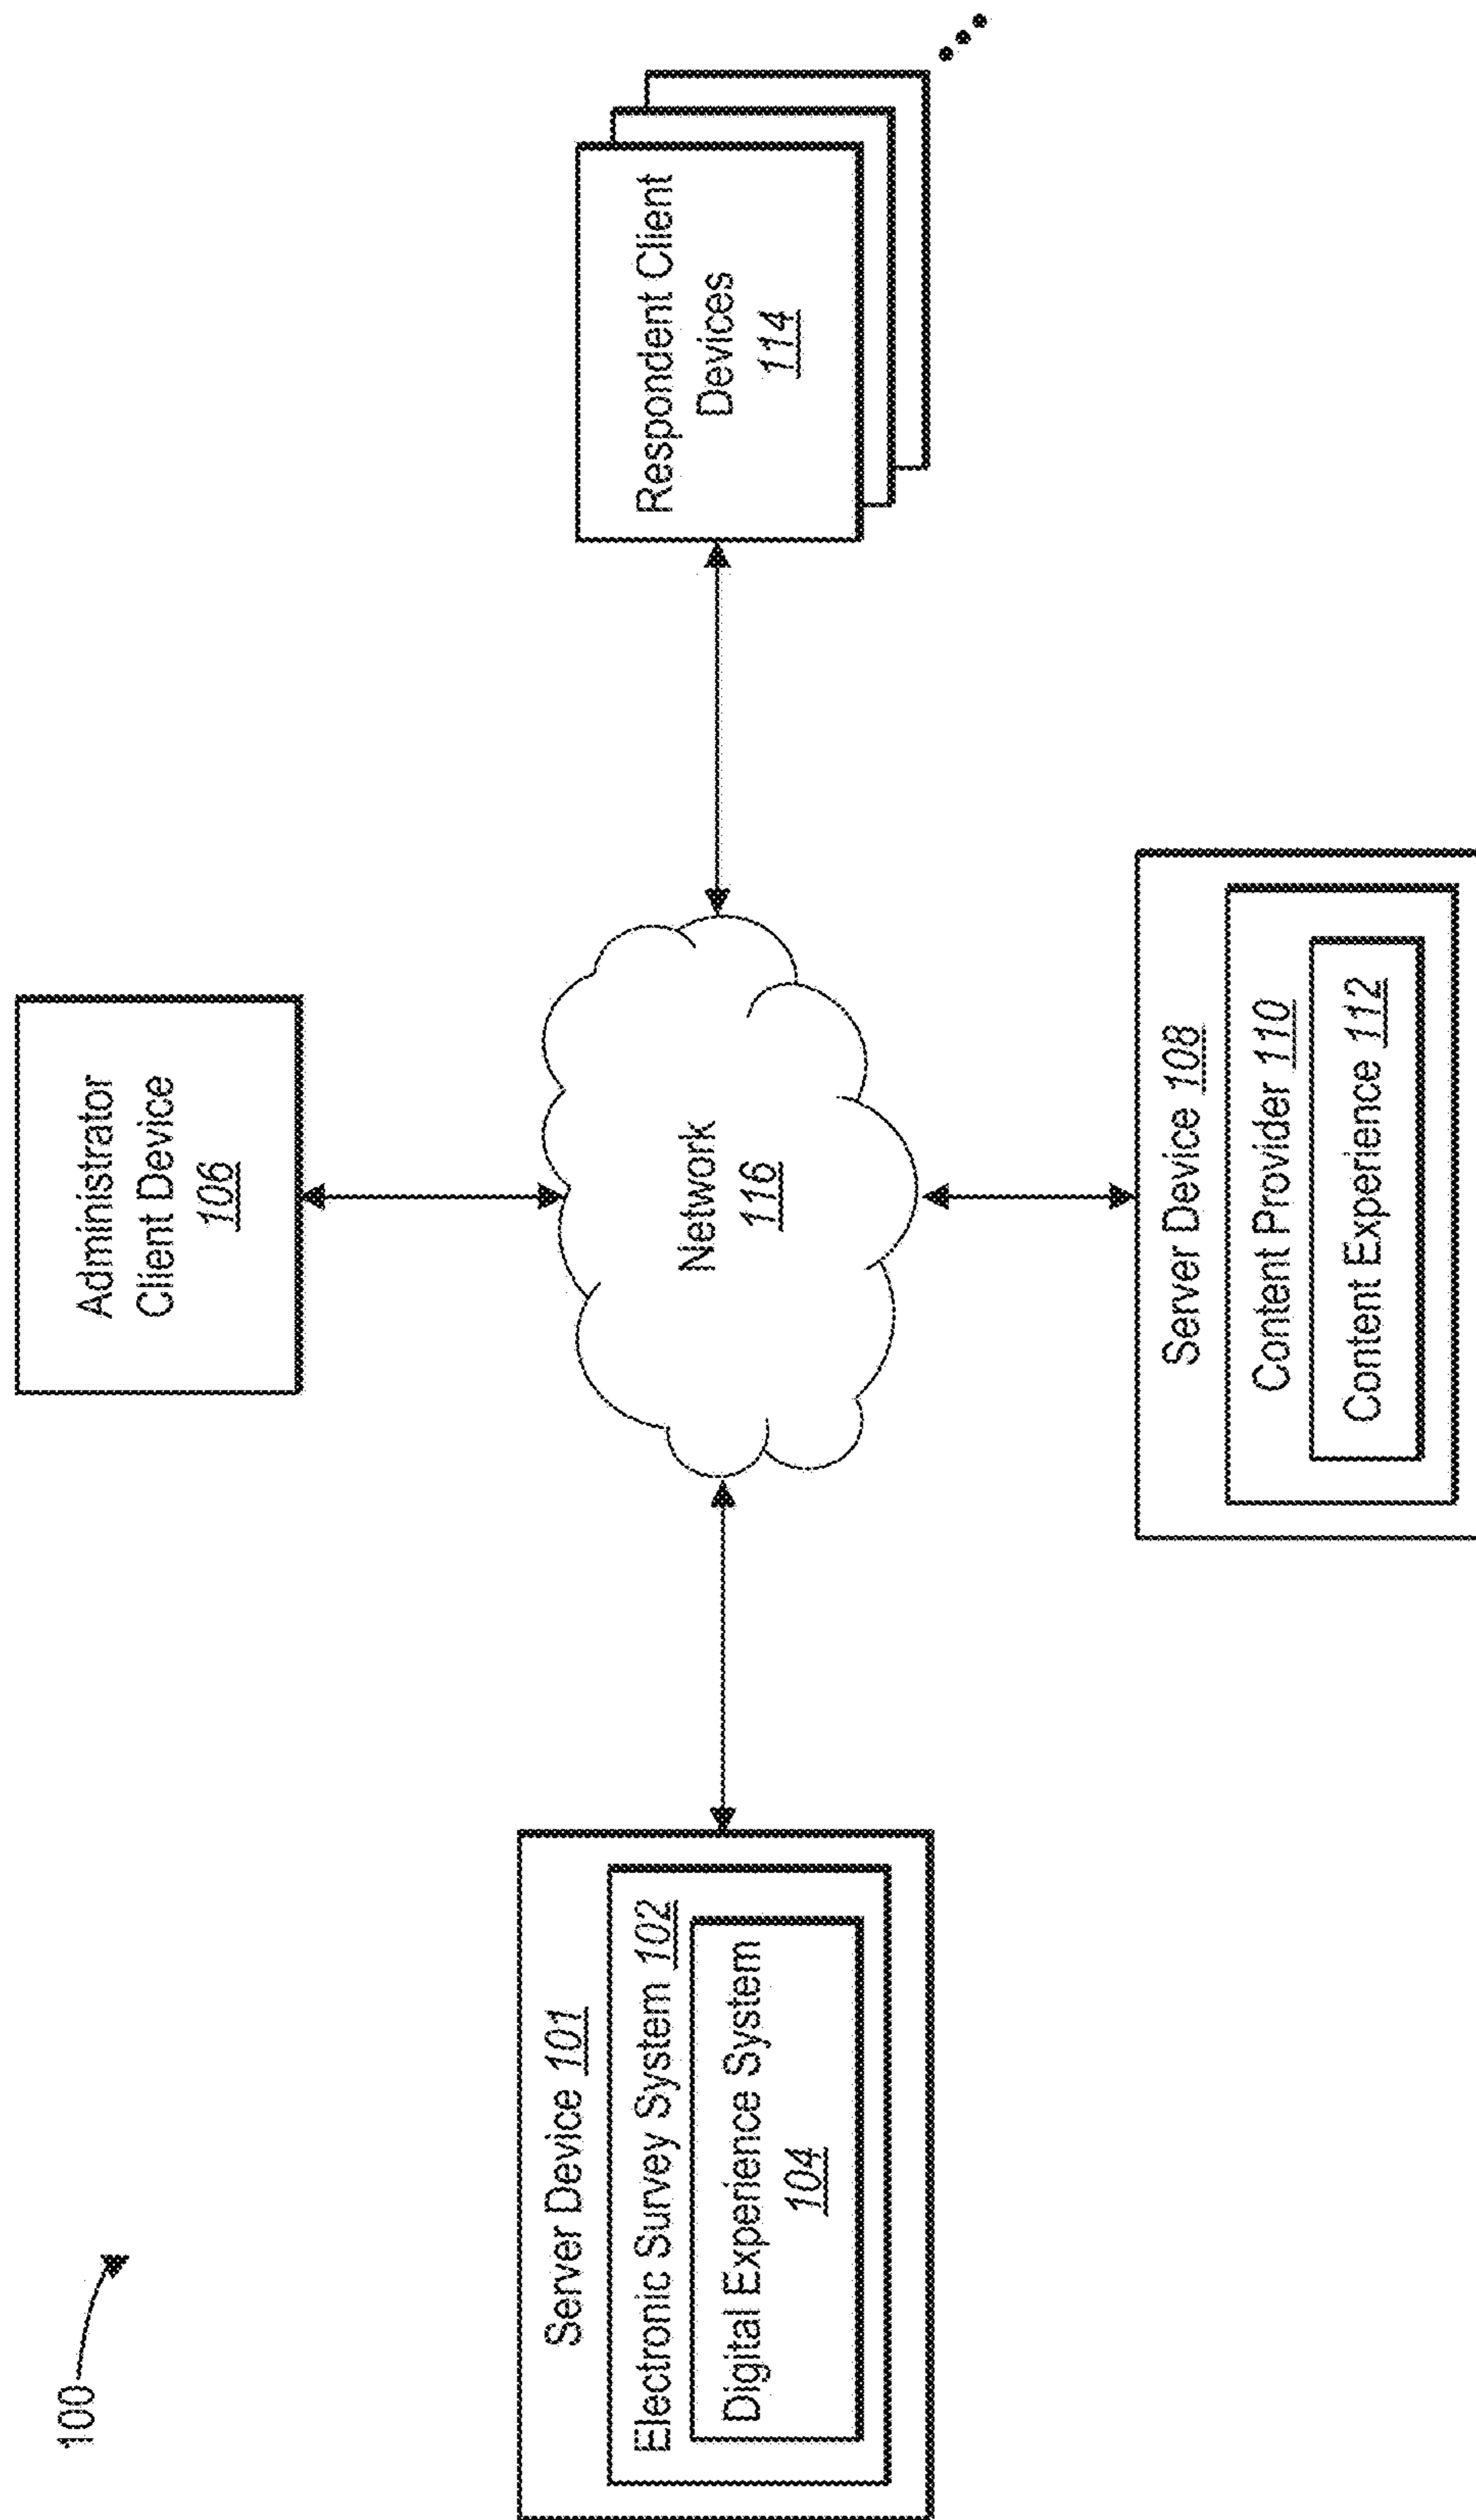 100
Administrator
Client Device
106
Server Device 101
Electronic Survey System 102
Digital Experience System
104
Network
116
Respondent Client
Devices
114
Server Device 108
Content Provider 110
Content Experience 112